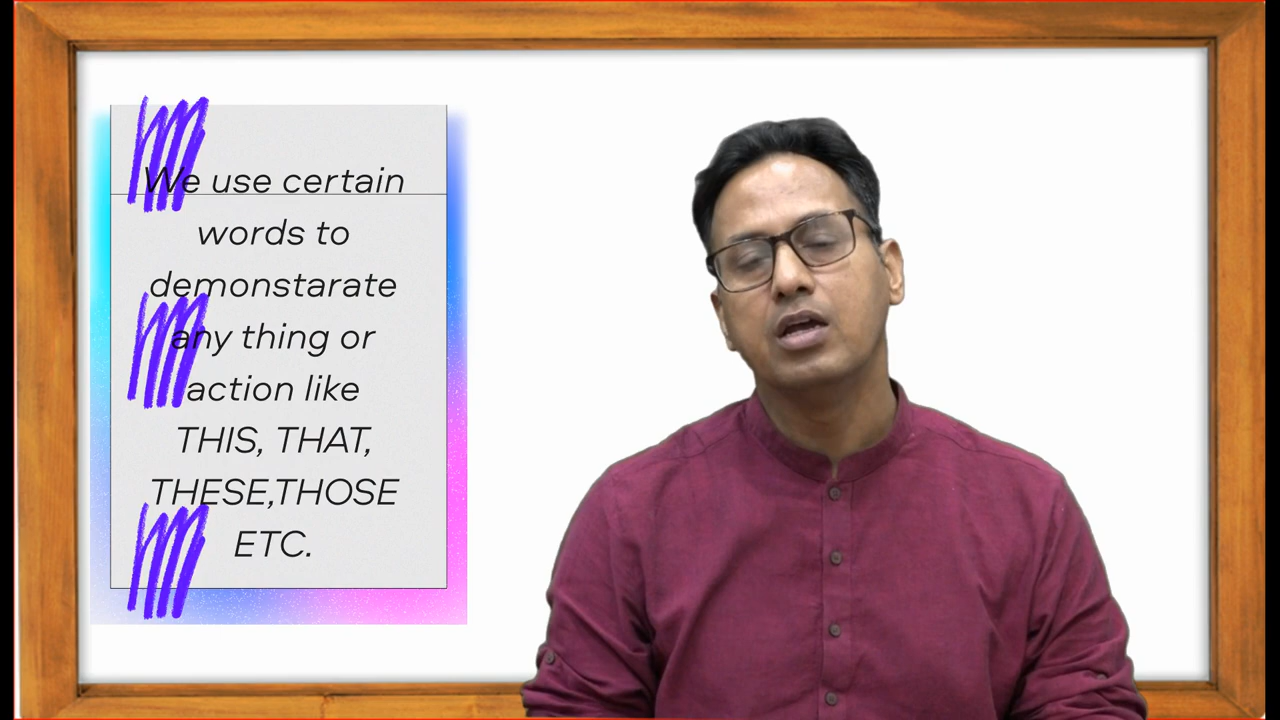 We use certain
words to
demonstarate
any thing or
action like
THIS, THAT,
THESE,THOSE
ETC.